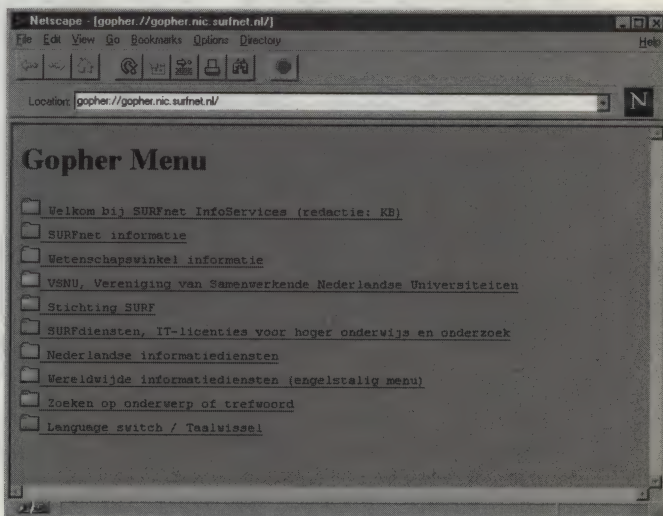 Netscape - [gopher://gopher.nic.surfnet.nl/]
File Edit View Go Bookmarks Options Directory Help
Location: gopher://gopher.nic.surfnet.nl/
N
Gopher Menu
Welkom bij SURFnet InfoServices (redactie: KB)
SURFnet informatie
Wetenschapswinkel informatie
VSNU, Vereniging van Samenwerkende Nederlandse Universiteiten
Stichting SURF
SURFdiensten, IT-licenties voor hoger onderwijs en onderzoek
Nederlandse informatiediensten
Wereldwijde informatiediensten (engelstalig menu)
Zoeken op onderwerp of trefwoord
Language switch / Taalwissel